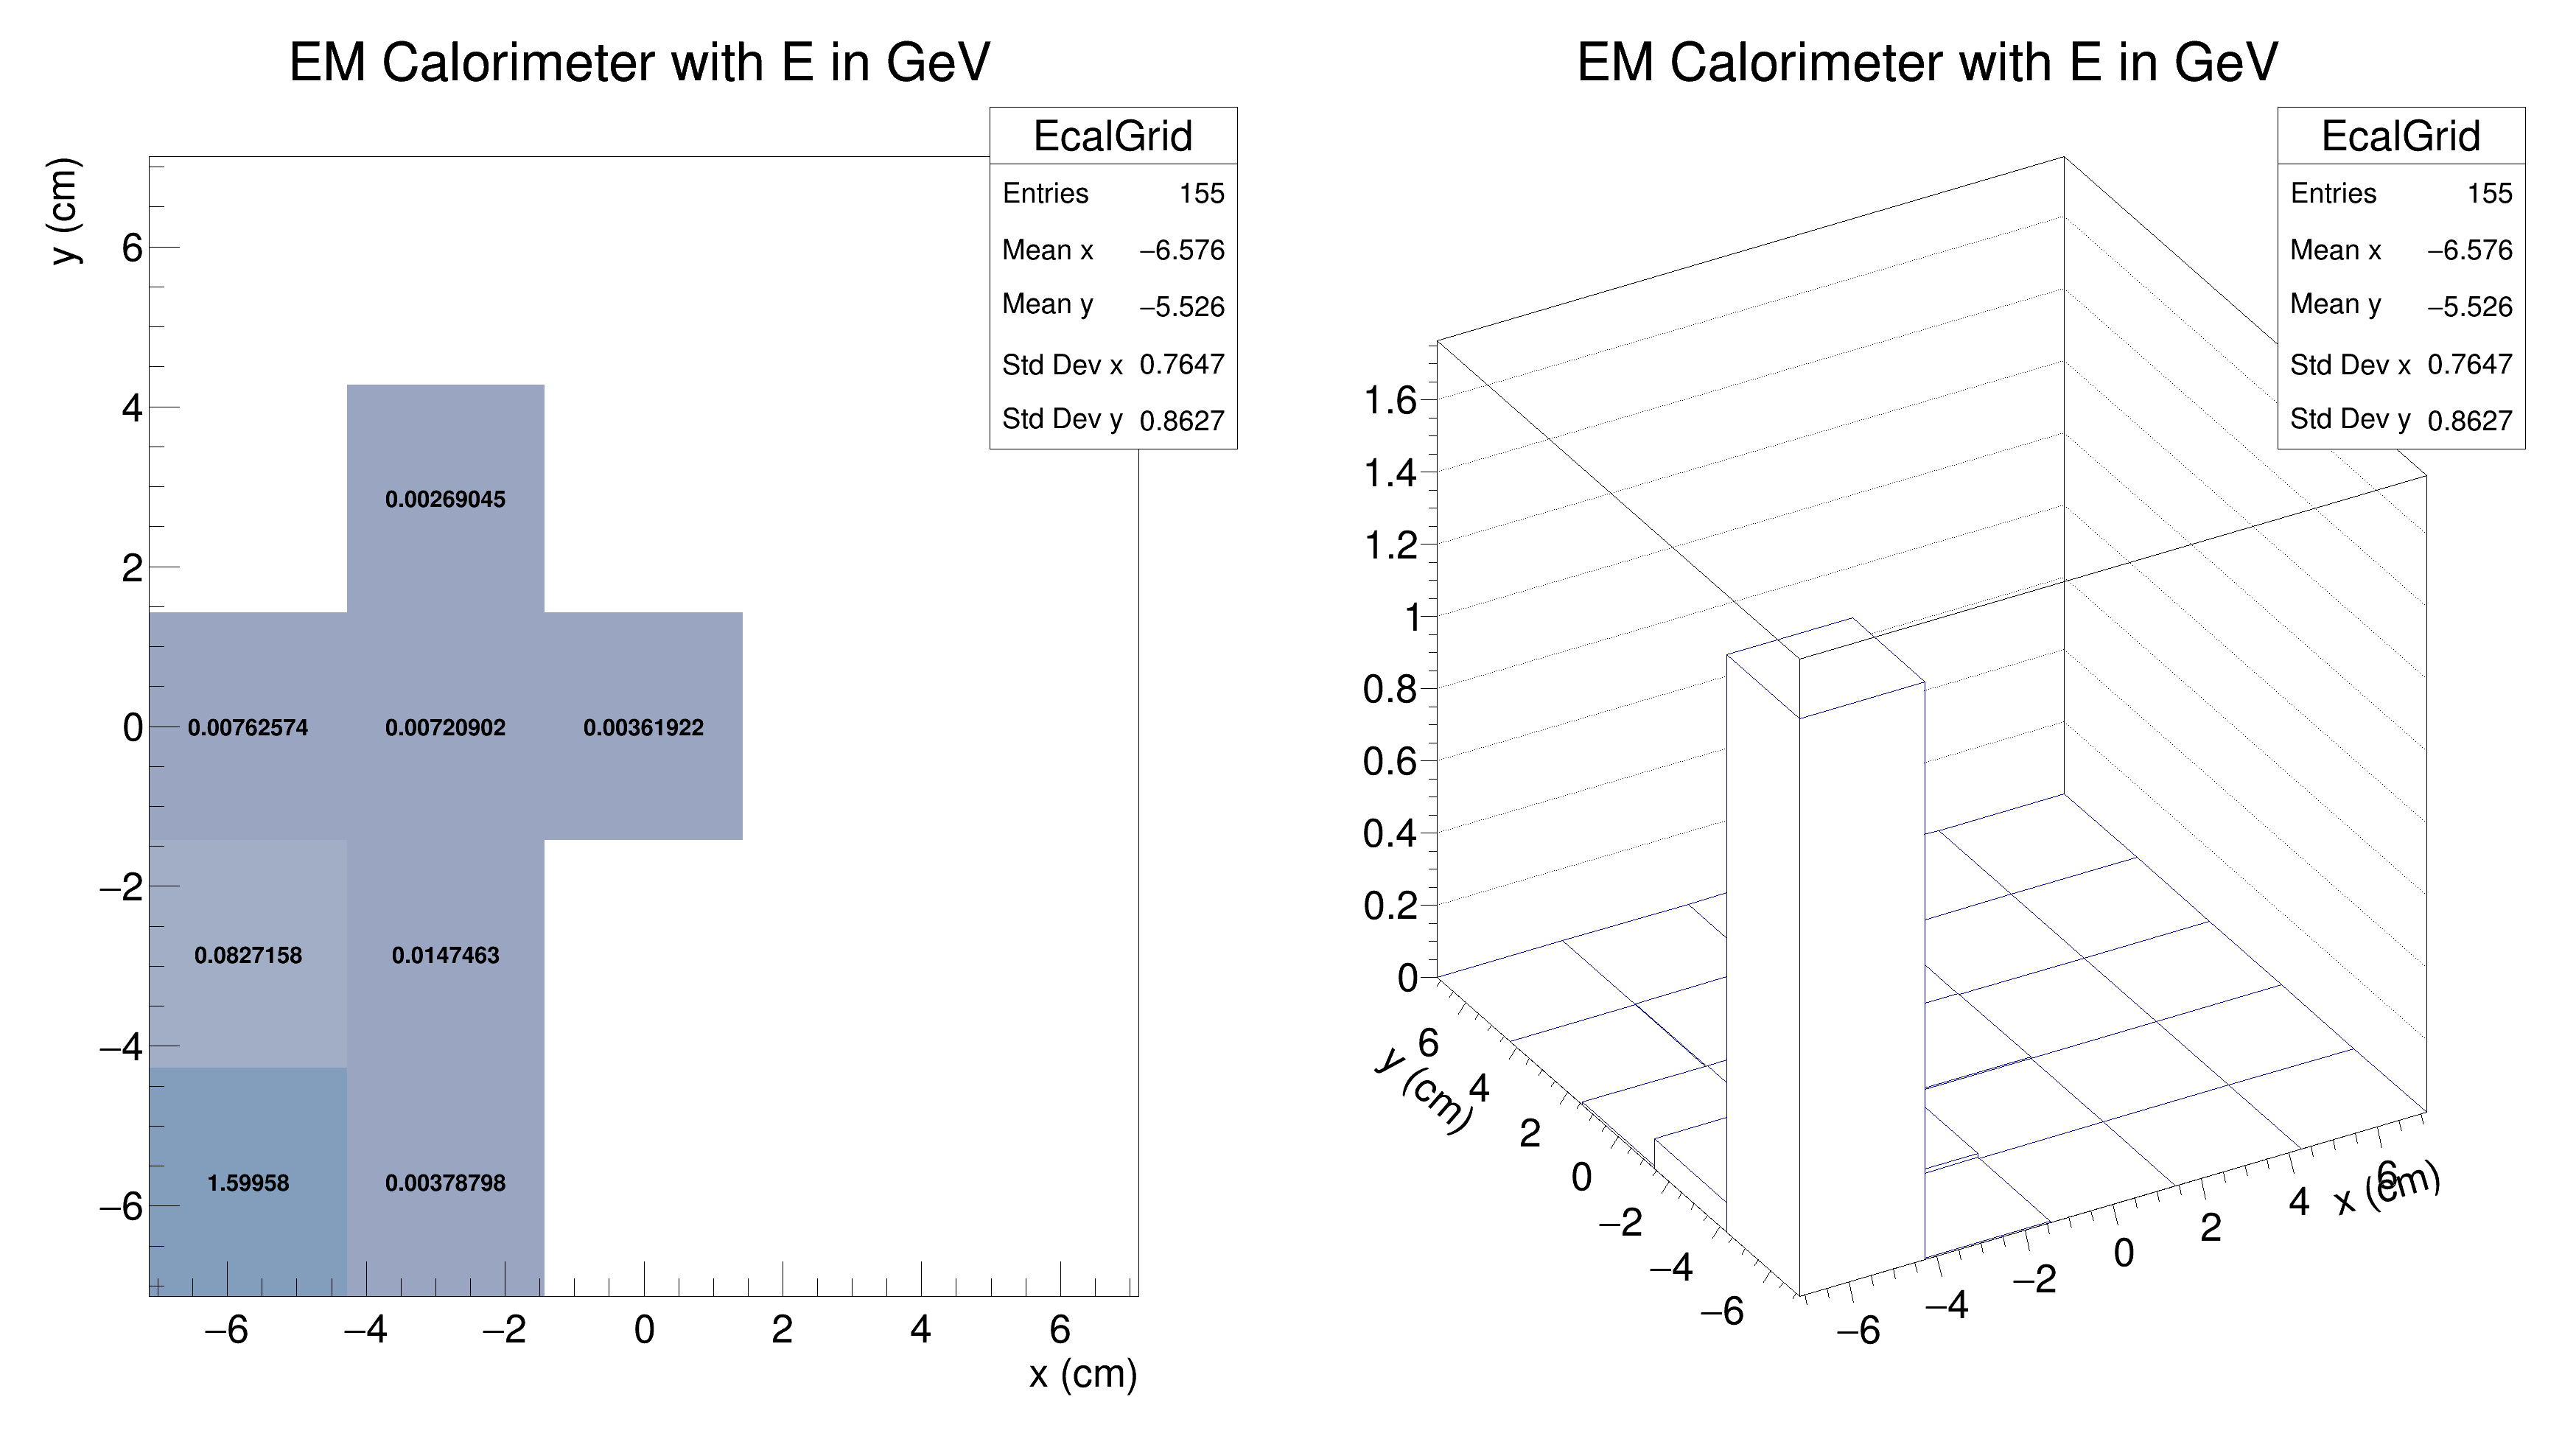 EM Calorimeter with E in GeV
EcalGrid
Entries 155
Mean x −6.576
Mean y −5.526
Std Dev x 0.7647
Std Dev y 0.8627
y (cm)
6
4
2
0
−2
−4
−6
0.00269045
0.00762574 0.00720902 0.00361922
0.0827158 0.0147463
1.59958 0.00378798
−6 −4 −2 0 2 4 6
x (cm)
EM Calorimeter with E in GeV
EcalGrid
Entries 155
Mean x −6.576
Mean y −5.526
Std Dev x 0.7647
Std Dev y 0.8627
1.6
1.4
1.2
1
0.8
0.6
0.4
0.2
0
y (cm)
6
4
2
0
−2
−4
−6
−6 −4 −2 0 2 4 6
x (cm)